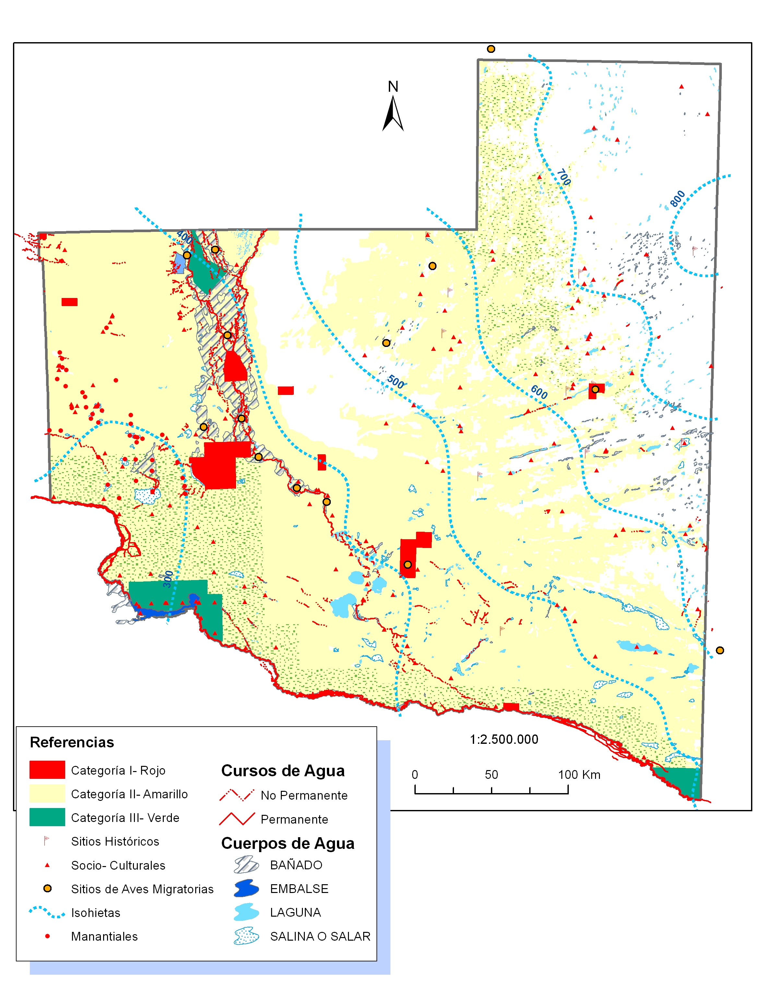 N
400
700
800
500
600
300
1:2.500.000
0 50 100 Km
Referencias
Categoría I- Rojo
Categoría II- Amarillo
Categoría III- Verde
Sitios Históricos
Socio- Culturales
Sitios de Aves Migratorias
Isohietas
Manantiales
Cursos de Agua
No Permanente
Permanente
Cuerpos de Agua
BAÑADO
EMBALSE
LAGUNA
SALINA O SALAR